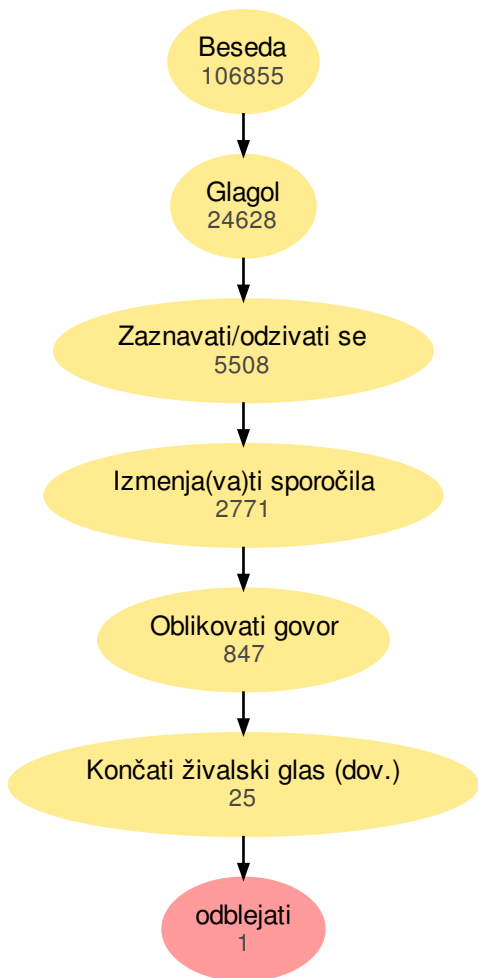 Beseda
106855
Glagol
24628
Zaznavati/odzivati se
5508
Izmenja(va)ti sporočila
2771
Oblikovati govor
847
Končati živalski glas (dov.)
25
odblejati
1